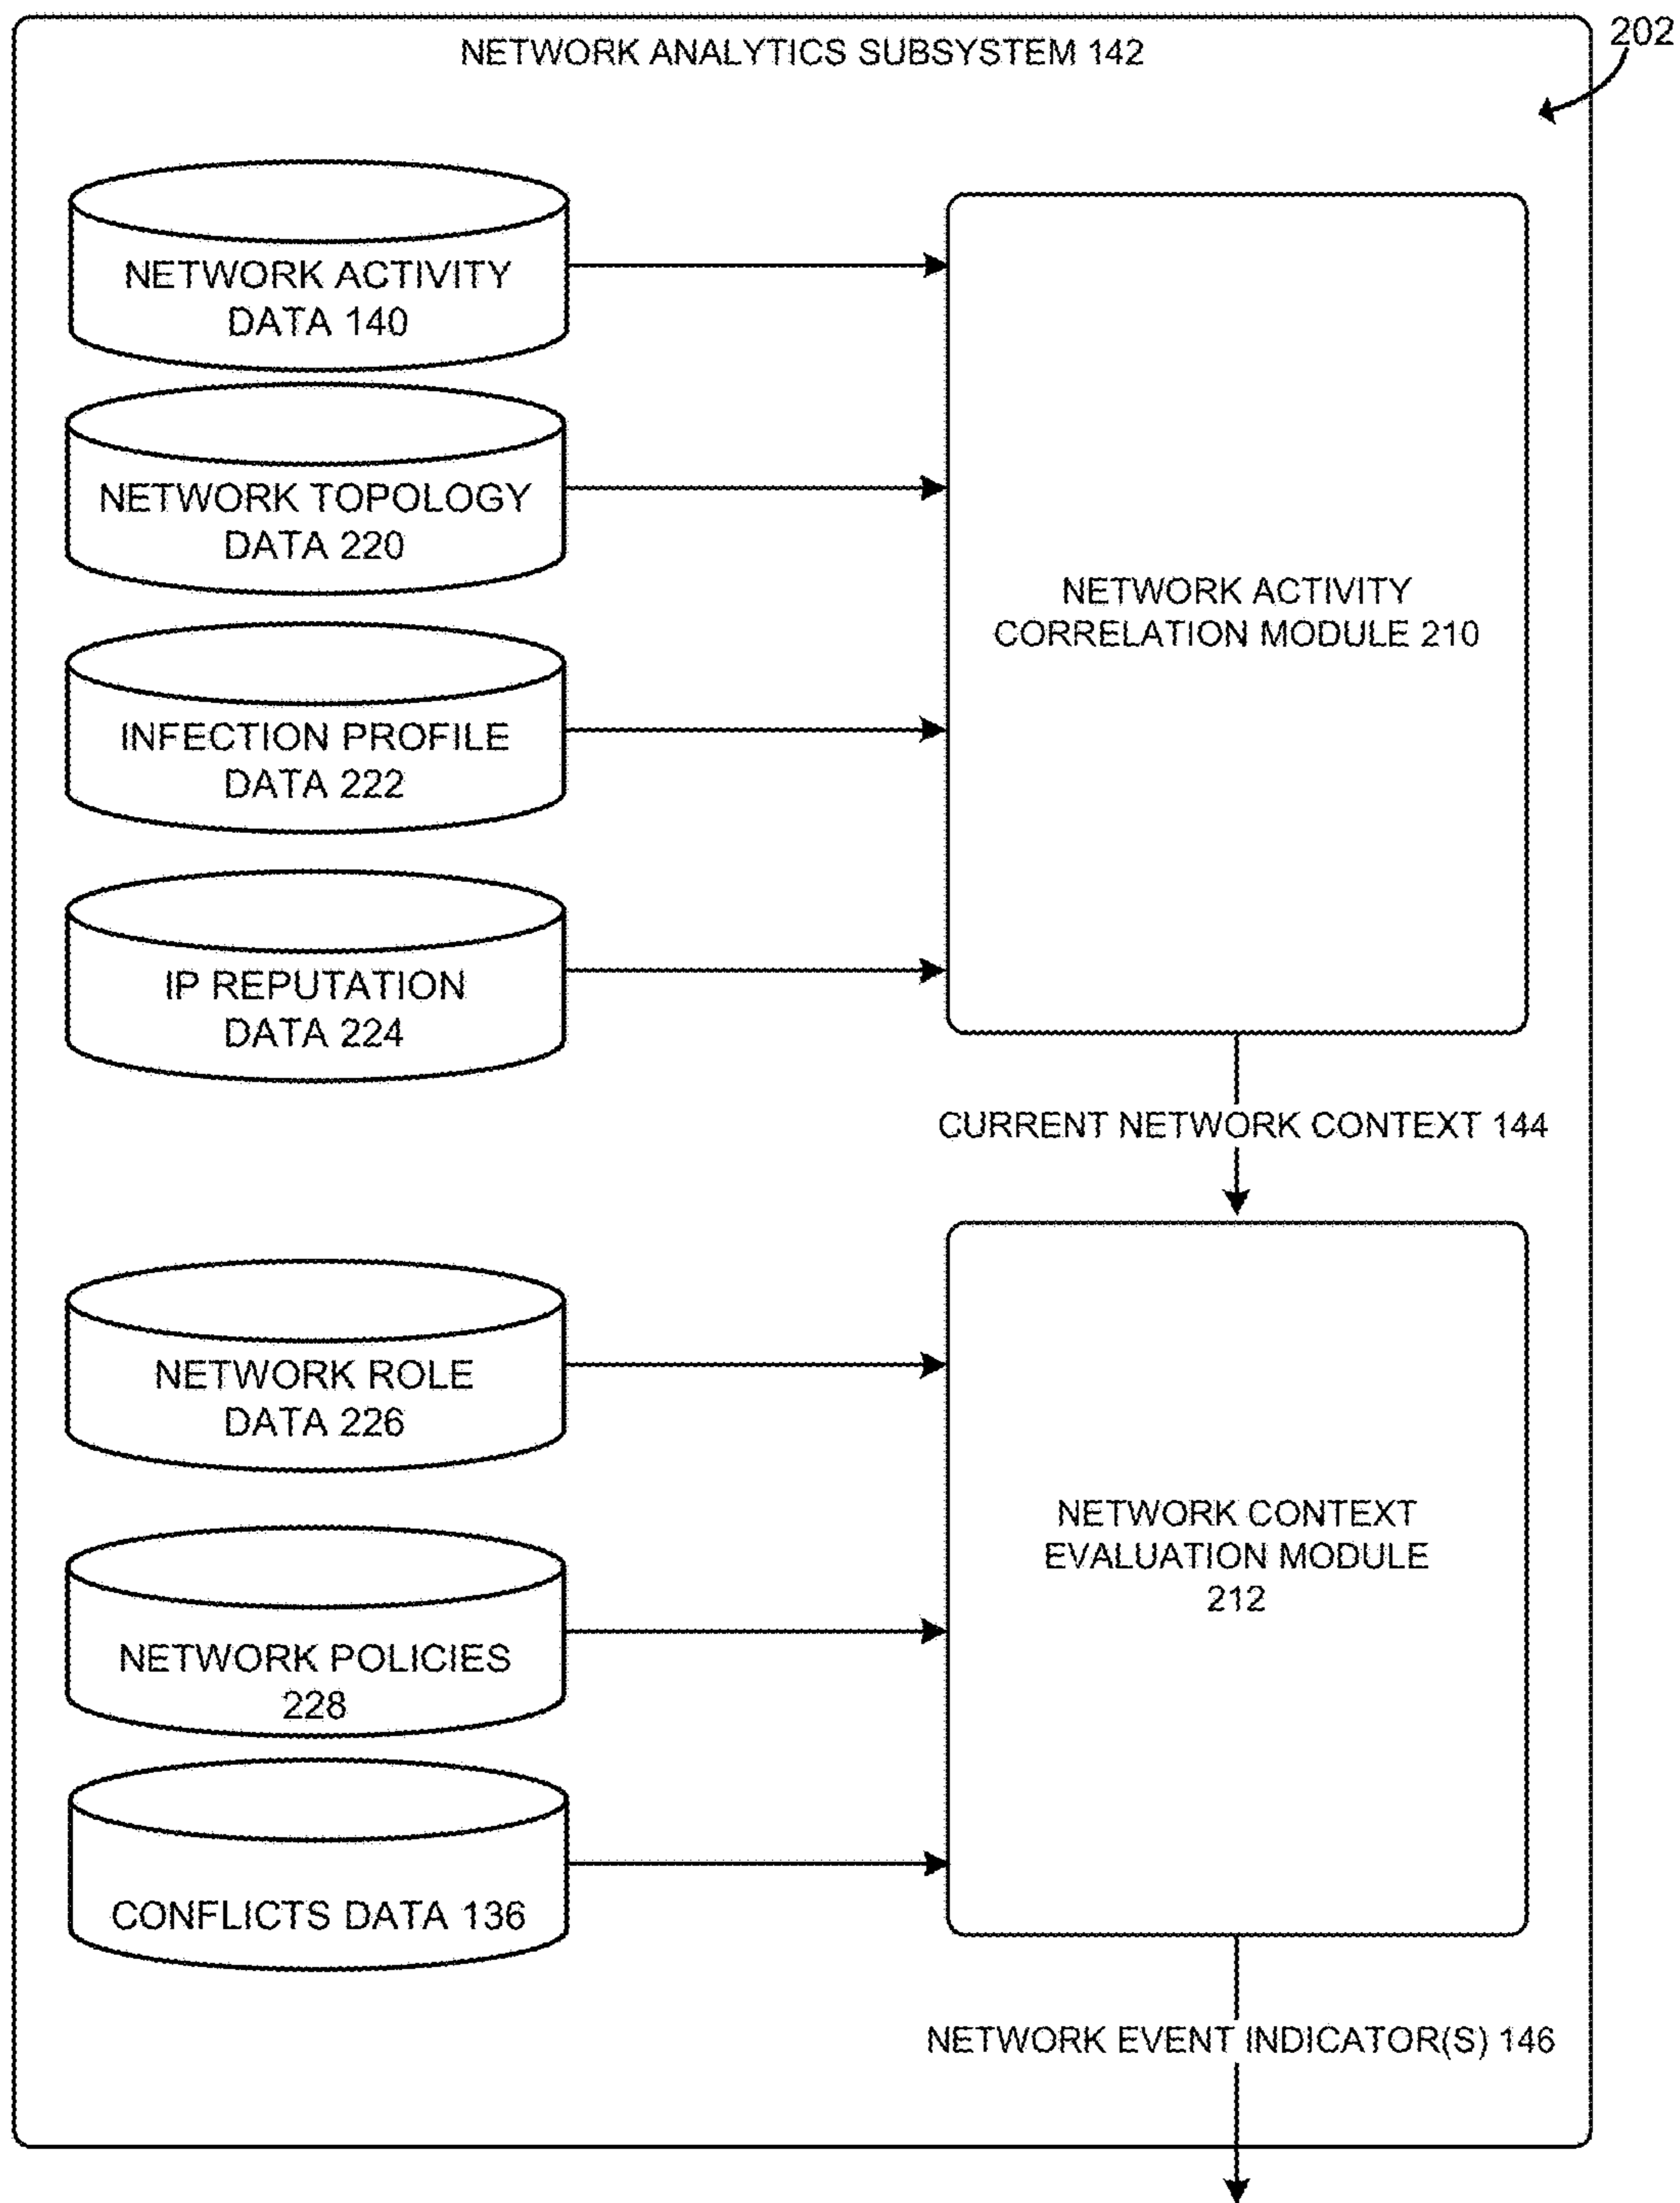 202
NETWORK ANALYTICS SUBSYSTEM 142
NETWORK ACTIVITY
DATA 140
NETWORK TOPOLOGY
DATA 220
INFECTION PROFILE
DATA 222
IP REPUTATION
DATA 224
NETWORK ACTIVITY
CORRELATION MODULE 210
CURRENT NETWORK CONTEXT 144
NETWORK ROLE
DATA 226
NETWORK POLICIES
228
CONFLICTS DATA 136
NETWORK CONTEXT
EVALUATION MODULE
212
NETWORK EVENT INDICATOR(S) 146